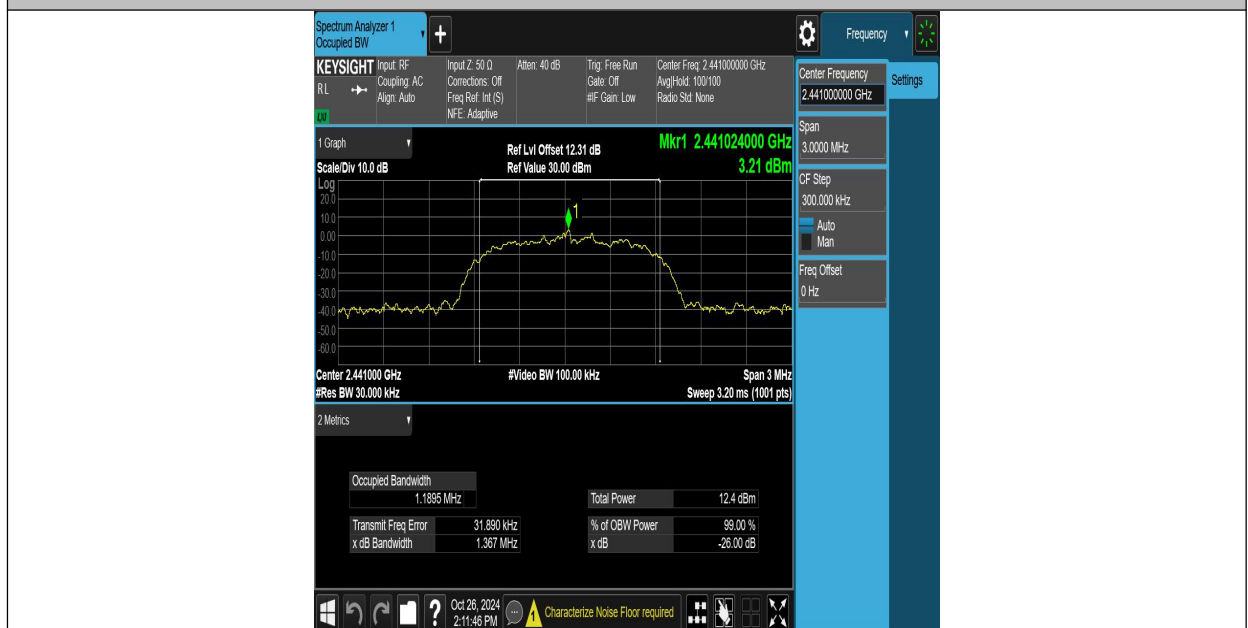 Spectrum Analyzer 1
Occupied BW
Frequency
KEYSIGHT
RL
Input: RF
Coupling: AC
Align: Auto
Input Z: 50 Ω
Corrections: Off
Freq Ref: Int (S)
NFE: Adaptive
Atten: 40 dB
Trig: Free Run
Gate: Off
#IF Gain: Low
Center Freq: 2.441000000 GHz
Avg|Hold: 100/100
Radio Std: None
1 Graph
Ref Lvl Offset 12.31 dB
Mkr1 2.441024000 GHz
Scale/Div 10.0 dB
Ref Value 30.00 dBm
3.21 dBm
Log
20.0
10.0
0.00
-10.0
-20.0
-30.0
-40.0
-50.0
-60.0
1
Center 2.441000 GHz
#Video BW 100.00 kHz
Span 3 MHz
#Res BW 30.000 kHz
Sweep 3.20 ms (1001 pts)
2 Metrics
Occupied Bandwidth
1.1895 MHz
Total Power 12.4 dBm
Transmit Freq Error 31.890 kHz
% of OBW Power 99.00 %
x dB Bandwidth 1.367 MHz
x dB -26.00 dB
Center Frequency
2.441000000 GHz
Settings
Span
3.0000 MHz
CF Step
300.000 kHz
Auto
Man
Freq Offset
0 Hz
?
Oct 26, 2024
2:11:46 PM
Characterize Noise Floor required